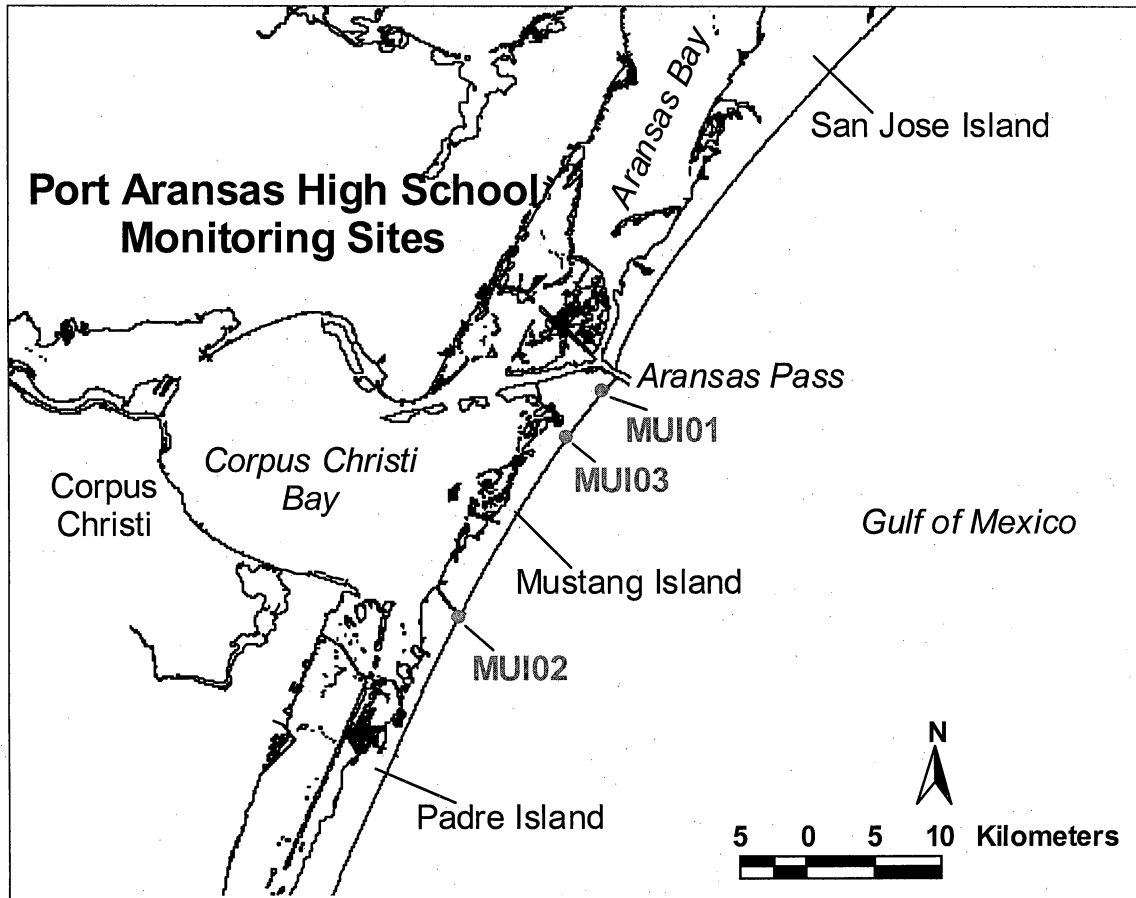 Aransas Bay
San Jose Island
Port Aransas High School
Monitoring Sites
Aransas Pass
MUI01
MUI03
Corpus Christi
Bay
Corpus
Christi
Gulf of Mexico
Mustang Island
MUI02
Padre Island
N
5 0 5 10 Kilometers